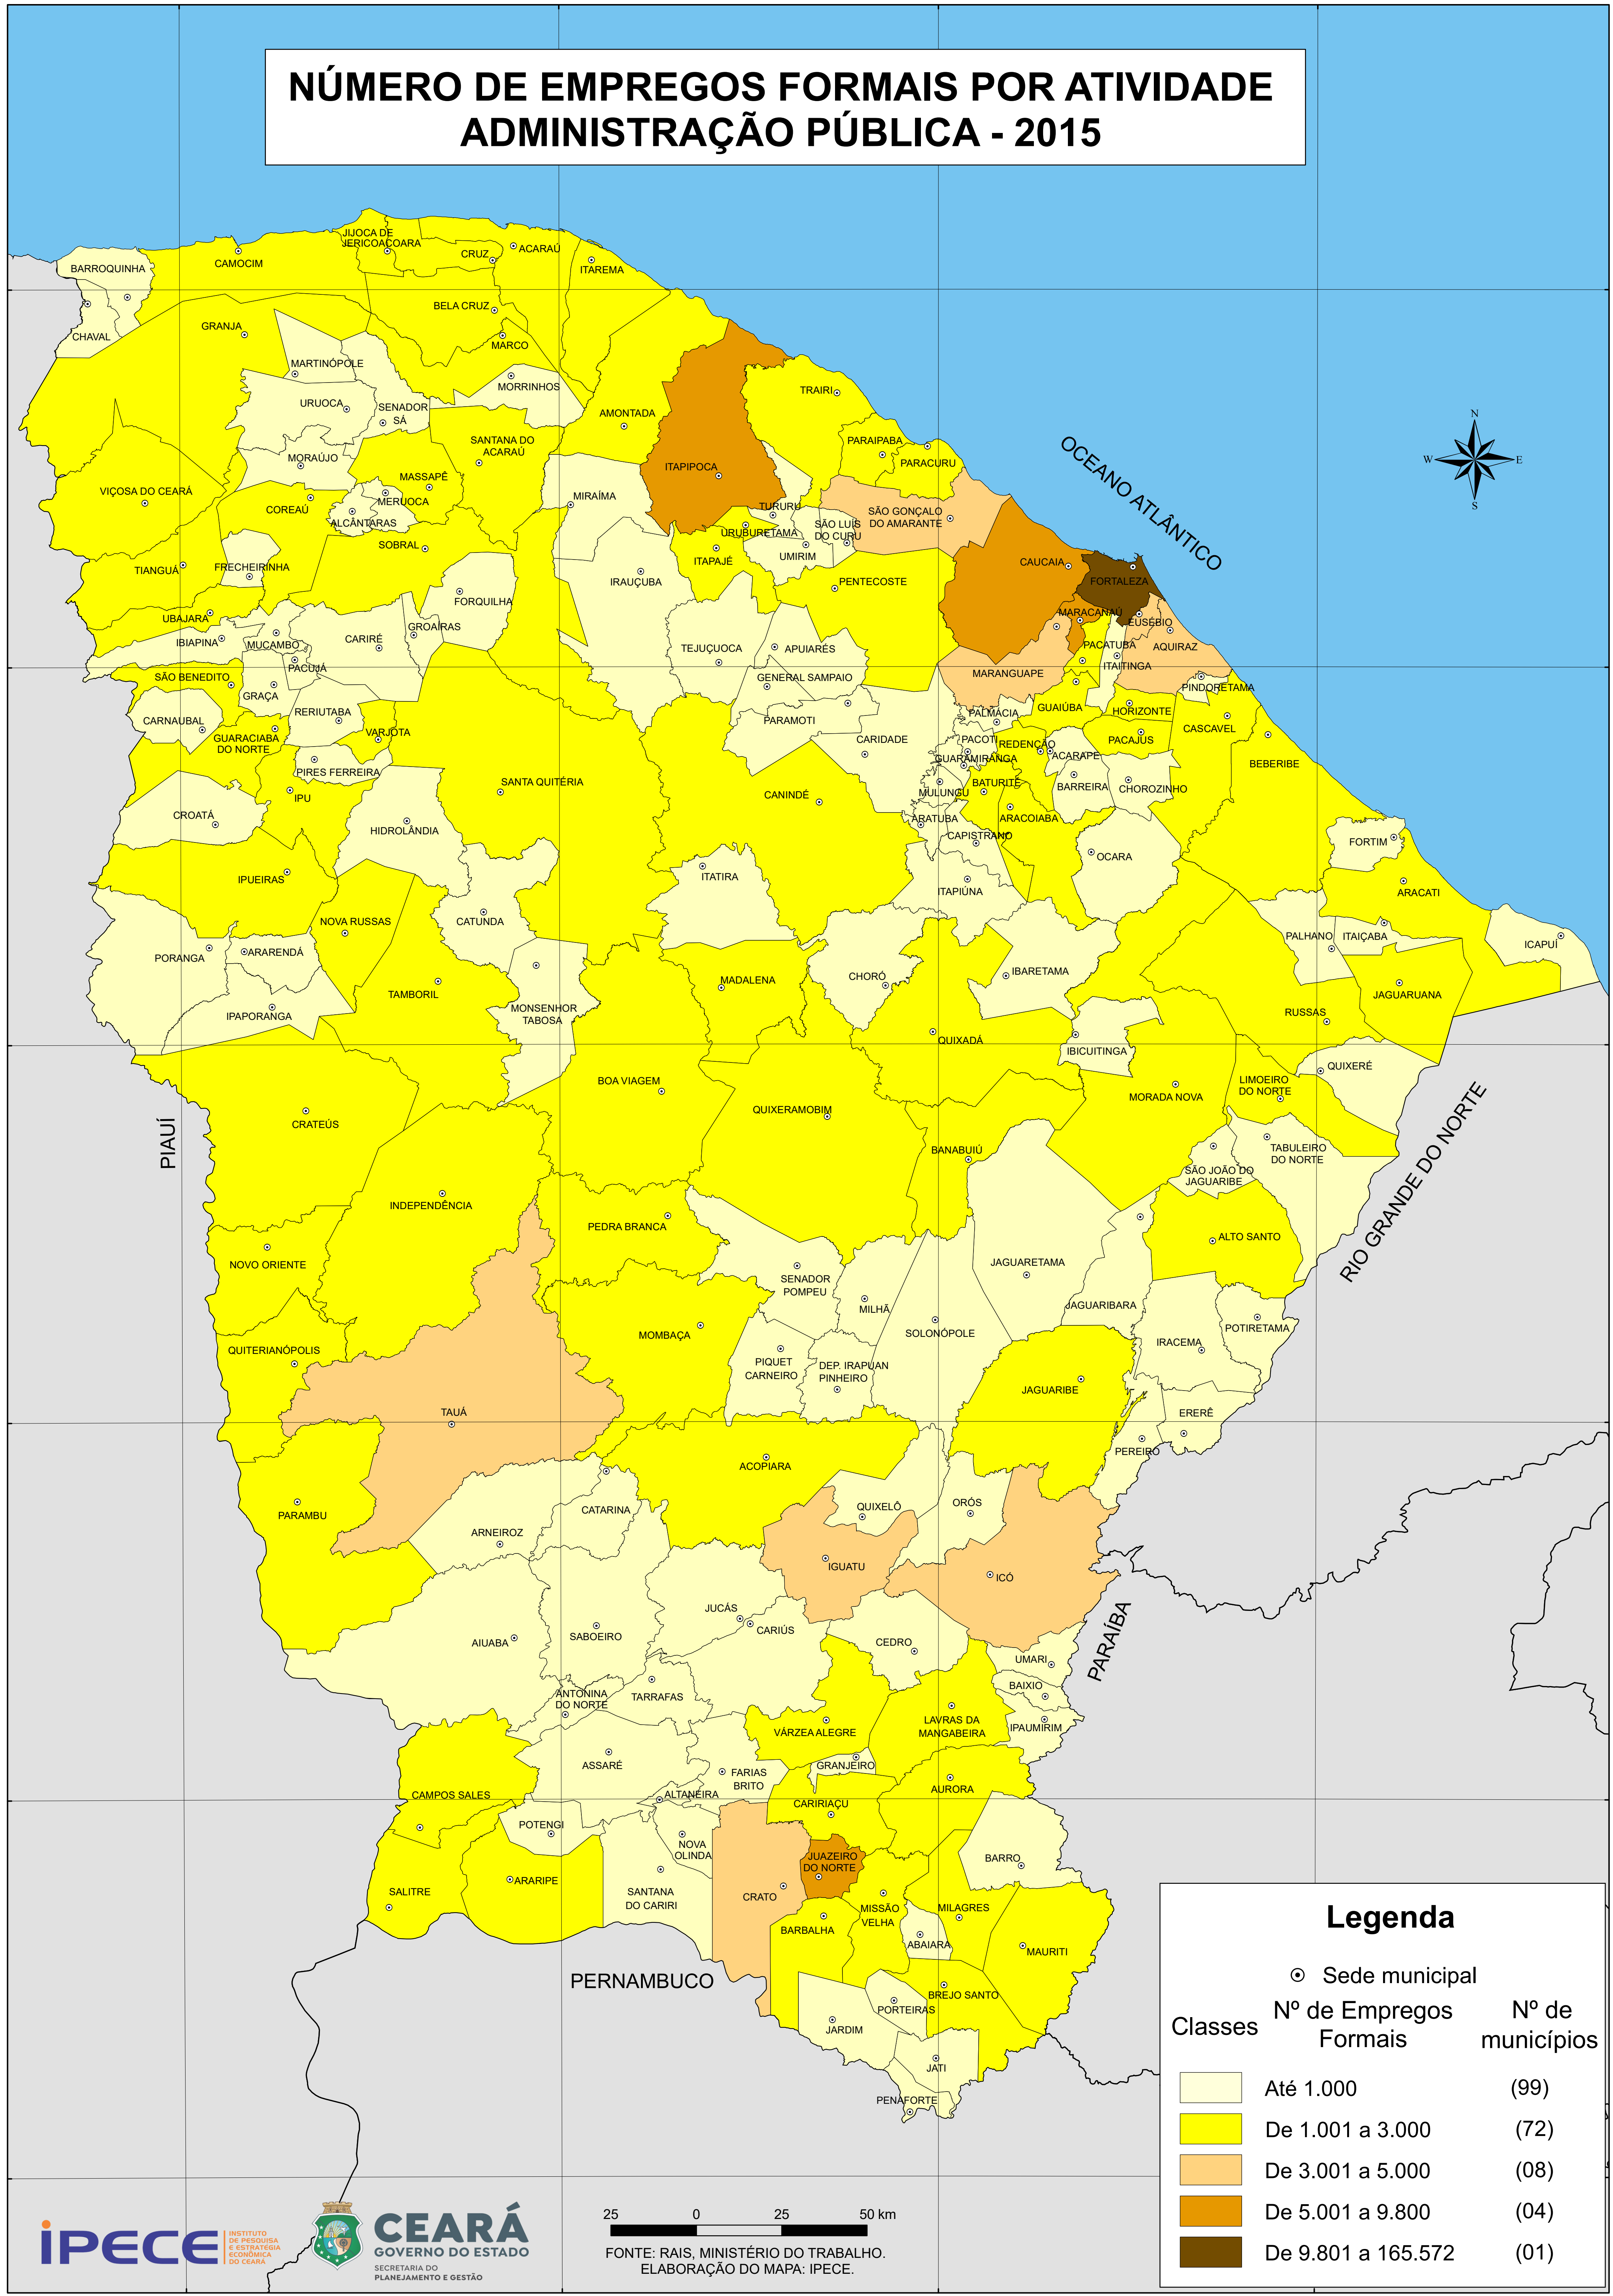 NÚMERO DE EMPREGOS FORMAIS POR ATIVIDADE
ADMINISTRAÇÃO PÚBLICA - 2015
JIJOCA DE
JERICOACOARA
CRUZ
ACARAÚ
BARROQUINHA
CAMOCIM
ITAREMA
BELA CRUZ
GRANJA
CHAVAL
MARCO
MARTINÓPOLE
MORRINHOS
TRAIRI
URUOCA
SENADOR
SÁ
AMONTADA
N
W
E
S
SANTANA DO
ACARAÚ
PARAIPABA
PARACURU
OCEANO ATLÂNTICO
MORAÚJO
ITAPIPOCA
MASSAPÊ
VIÇOSA DO CEARÁ
MIRAÍMA
MERUOCA
COREAÚ
TURURU
SÃO GONÇALO
DO AMARANTE
ALCÂNTARAS
SÃO LUÍS
DO CURU
URUBURETAMA
SOBRAL
UMIRIM
ITAPAJÉ
CAUCAIA
TIANGUÁ
FRECHEIRINHA
IRAUÇUBA
PENTECOSTE
FORTALEZA
FORQUILHA
MARACANAÚ
UBAJARA
EUSÉBIO
GROAÍRAS
IBIAPINA
MUCAMBO
CARIRÉ
TEJUÇUOCA
APUIARÉS
PACATUBA
AQUIRAZ
PACUJÁ
ITAITINGA
SÃO BENEDITO
GENERAL SAMPAIO
MARANGUAPE
PINDORETAMA
GRAÇA
CARNAUBAL
RERIUTABA
PARAMOTI
PALMÁCIA
GUAIÚBA
HORIZONTE
VARJOTA
GUARACIABA
DO NORTE
CARIDADE
PACOTI
REDENÇÃO
PACAJUS
CASCAVEL
GUARAMIRANGA
ACARAPE
PIRES FERREIRA
BEBERIBE
SANTA QUITÉRIA
MULUNGU
BATURITÉ
BARREIRA
CHOROZINHO
IPU
CANINDÉ
CROATÁ
ARATUBA
ARACOIABA
HIDROLÂNDIA
CAPISTRANO
FORTIM
OCARA
IPUEIRAS
ITATIRA
ITAPIÚNA
ARACATI
NOVA RUSSAS
CATUNDA
PALHANO
ITAIÇABA
ICAPUÍ
PORANGA
ARARENDÁ
CHORÓ
IBARETAMA
MADALENA
TAMBORIL
JAGUARUANA
IPAPORANGA
MONSENHOR
TABOSA
RUSSAS
QUIXADÁ
IBICUITINGA
QUIXERÉ
BOA VIAGEM
LIMOEIRO
DO NORTE
MORADA NOVA
QUIXERAMOBIM
CRATEÚS
PIAUÍ
BANABUIÚ
TABULEIRO
DO NORTE
SÃO JOÃO DO
JAGUARIBE
RIO GRANDE DO NORTE
INDEPENDÊNCIA
PEDRA BRANCA
ALTO SANTO
NOVO ORIENTE
JAGUARETAMA
SENADOR
POMPEU
MILHÃ
JAGUARIBARA
SOLONÓPOLE
MOMBAÇA
POTIRETAMA
QUITERIANÓPOLIS
IRACEMA
PIQUET
CARNEIRO
DEP. IRAPUAN
PINHEIRO
JAGUARIBE
TAUÁ
ERERÊ
PEREIRO
ACOPIARA
QUIXELÔ
ORÓS
CATARINA
PARAMBU
ARNEIROZ
IGUATU
ICÓ
JUCÁS
CARIÚS
SABOEIRO
AIUABA
CEDRO
PARAÍBA
UMARI
BAIXIO
ANTONINA
DO NORTE
TARRAFAS
LAVRAS DA
MANGABEIRA
IPAUMIRIM
VÁRZEA ALEGRE
ASSARÉ
GRANJEIRO
FARIAS
BRITO
AURORA
CAMPOS SALES
ALTANEIRA
CARIRIAÇU
POTENGI
NOVA
OLINDA
JUAZEIRO
DO NORTE
BARRO
SALITRE
ARARIPE
SANTANA
DO CARIRI
CRATO
MISSÃO
VELHA
MILAGRES
BARBALHA
ABAIARA
MAURITI
PERNAMBUCO
BREJO SANTO
PORTEIRAS
JARDIM
JATI
PENAFORTE
Legenda
Sede municipal
Classes
Nº de Empregos
Formais
Nº de
municípios
Até 1.000 (99)
De 1.001 a 3.000 (72)
De 3.001 a 5.000 (08)
De 5.001 a 9.800 (04)
De 9.801 a 165.572 (01)
25 0 25 50 km
FONTE: RAIS, MINISTÉRIO DO TRABALHO.
ELABORAÇÃO DO MAPA: IPECE.
IPECE
INSTITUTO
DE PESQUISA
E ESTRATÉGIA
ECONÔMICA
DO CEARÁ
CEARÁ
GOVERNO DO ESTADO
SECRETARIA DO
PLANEJAMENTO E GESTÃO